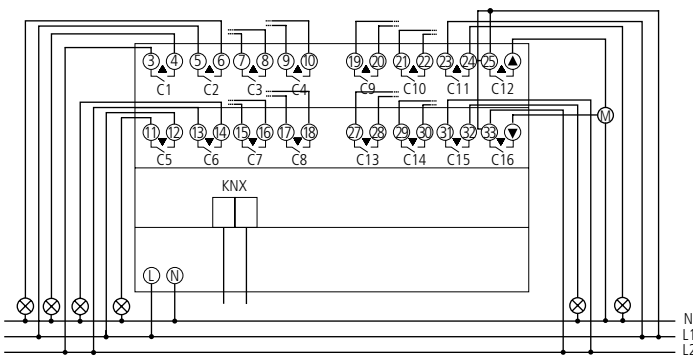 3 4 5 6 7 8 9 10 19 20 21 22 23 24 25
C1 C2 C3 C4 C9 C10 C11 C12
11 12 13 14 15 16 17 18 27 28 29 30 31 32 33 M
C5 C6 C7 C8 C13 C14 C15 C16
KNX
L N
N
L1
L2